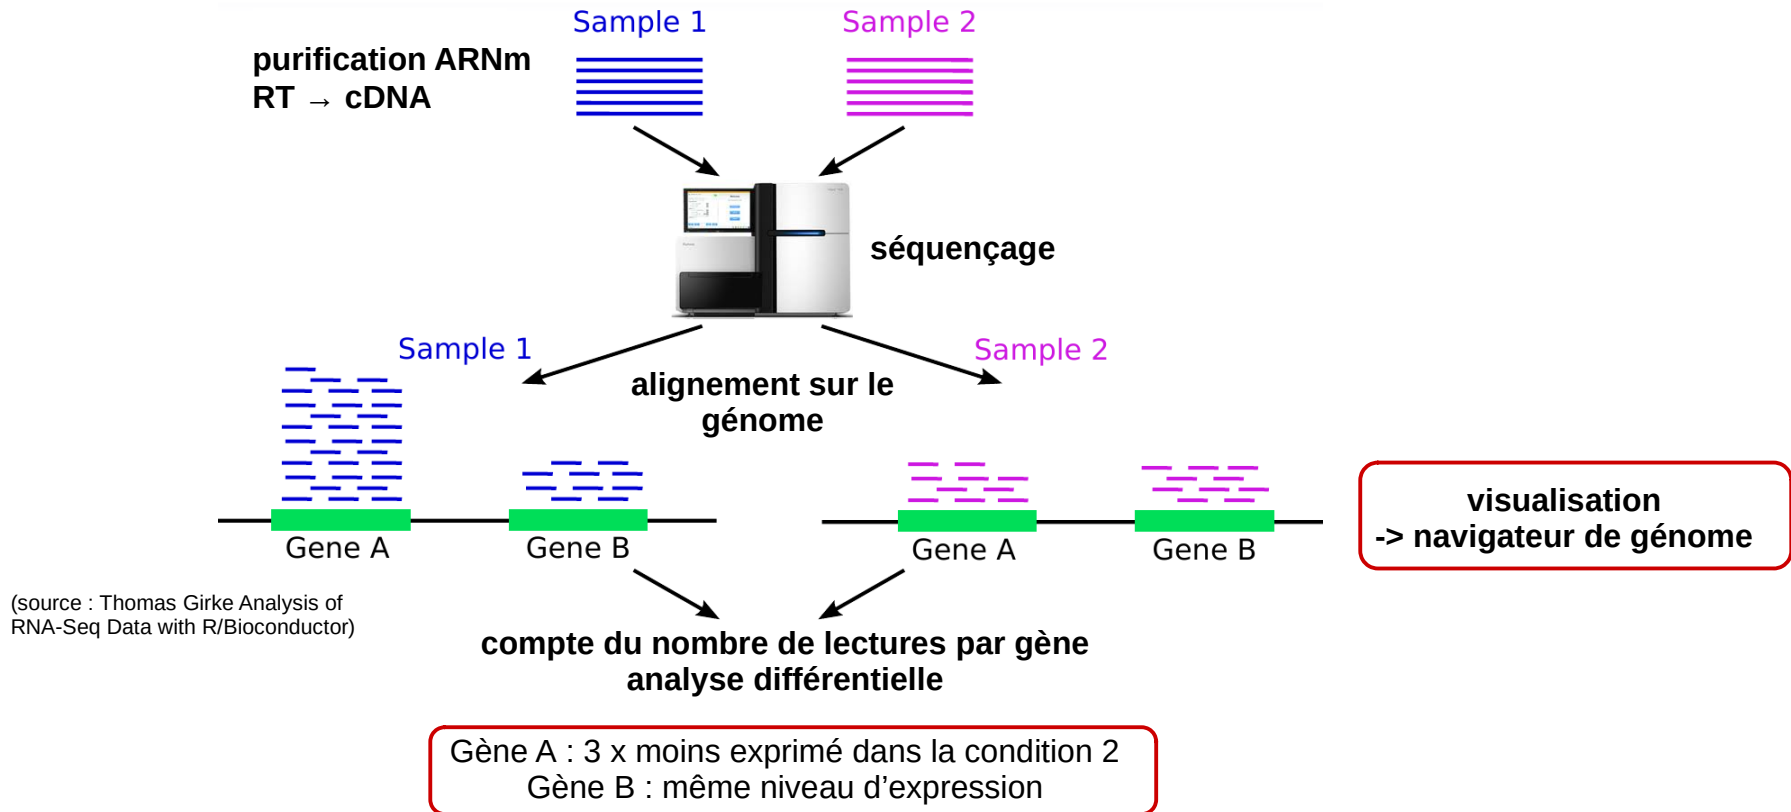 Sample 1
Sample 2
purification ARNm
RT → cDNA
séquençage
Sample 1
Sample 2
alignement sur le
génome
Gene A
Gene B
Gene A
Gene B
visualisation
-> navigateur de génome
(source : Thomas Girke Analysis of
RNA-Seq Data with R/Bioconductor)
compte du nombre de lectures par gène
analyse différentielle
Gène A : 3 x moins exprimé dans la condition 2
Gène B : même niveau d’expression